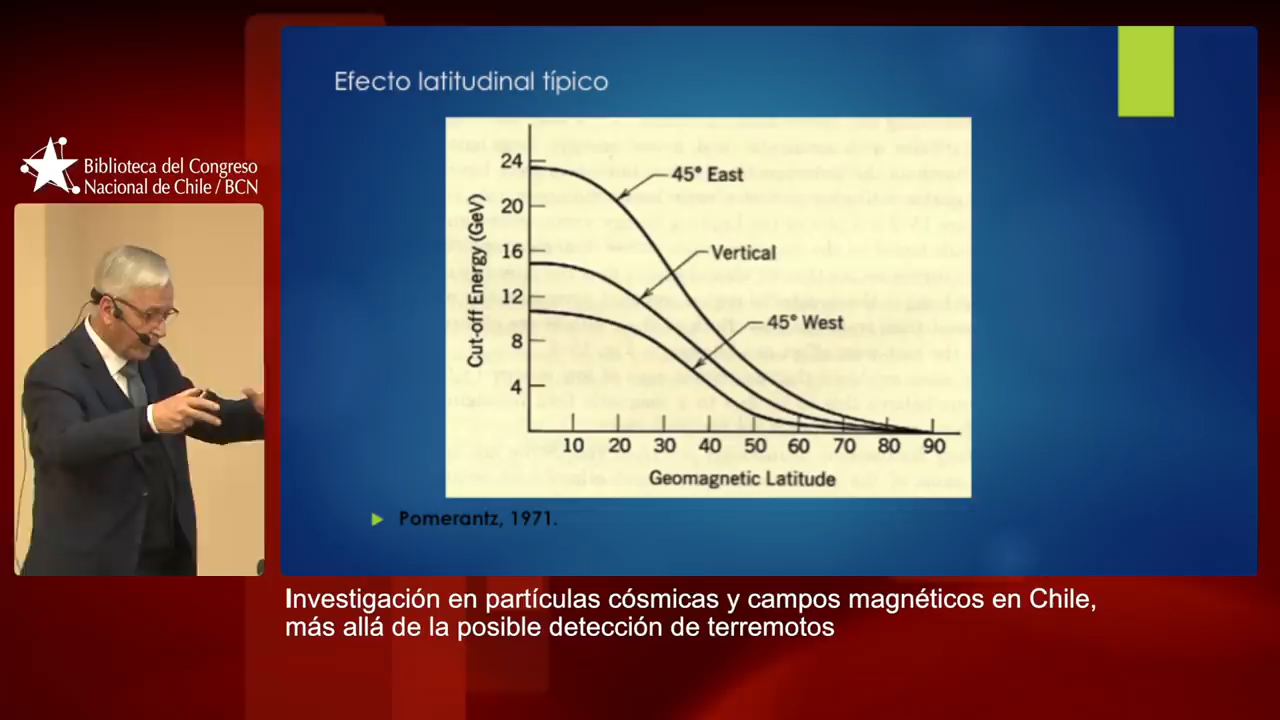 Efecto latitudinal típico
Biblioteca del Congreso
Nacional de Chile / BCN
Cut-off Energy (GeV)
24
20
16
12
8
4
45° East
Vertical
45° West
10 20 30 40 50 60 70 80 90
Geomagnetic Latitude
Pomerantz, 1971.
Investigación en partículas cósmicas y campos magnéticos en Chile,
más allá de la posible detección de terremotos